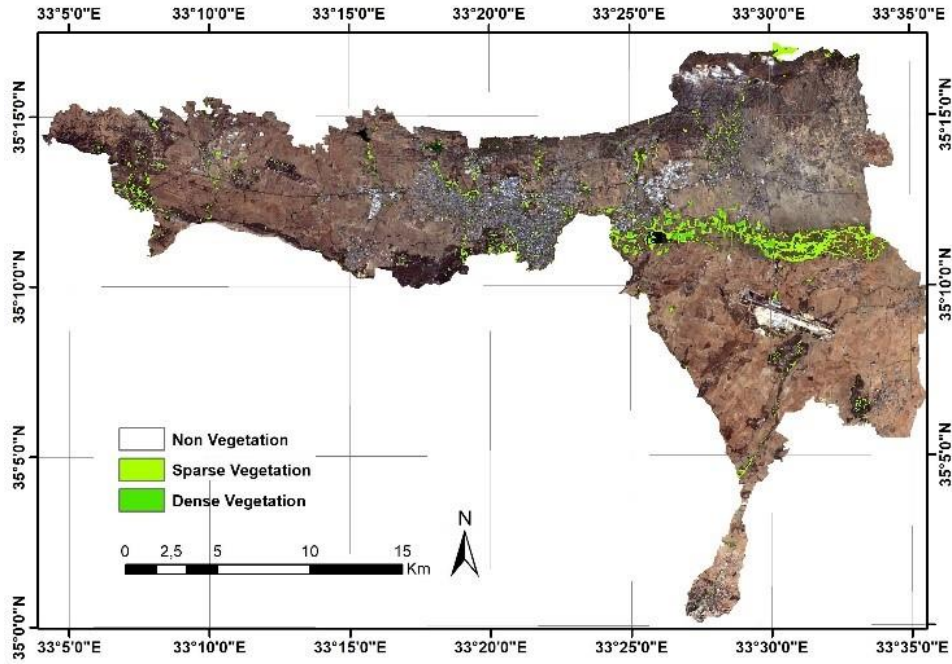 33°5'0"E 33°10'0"E 33°15'0"E 33°20'0"E 33°25'0"E 33°30'0"E 33°35'0"E
35°15'0"N 35°15'0"N
35°10'0"N 35°10'0"N
35°5'0"N 35°5'0"N
35°0'0"N 35°0'0"N
Non Vegetation
Sparse Vegetation
Dense Vegetation
N
0 2,5 5 10 15
Km
33°5'0"E 33°10'0"E 33°15'0"E 33°20'0"E 33°25'0"E 33°30'0"E 33°35'0"E